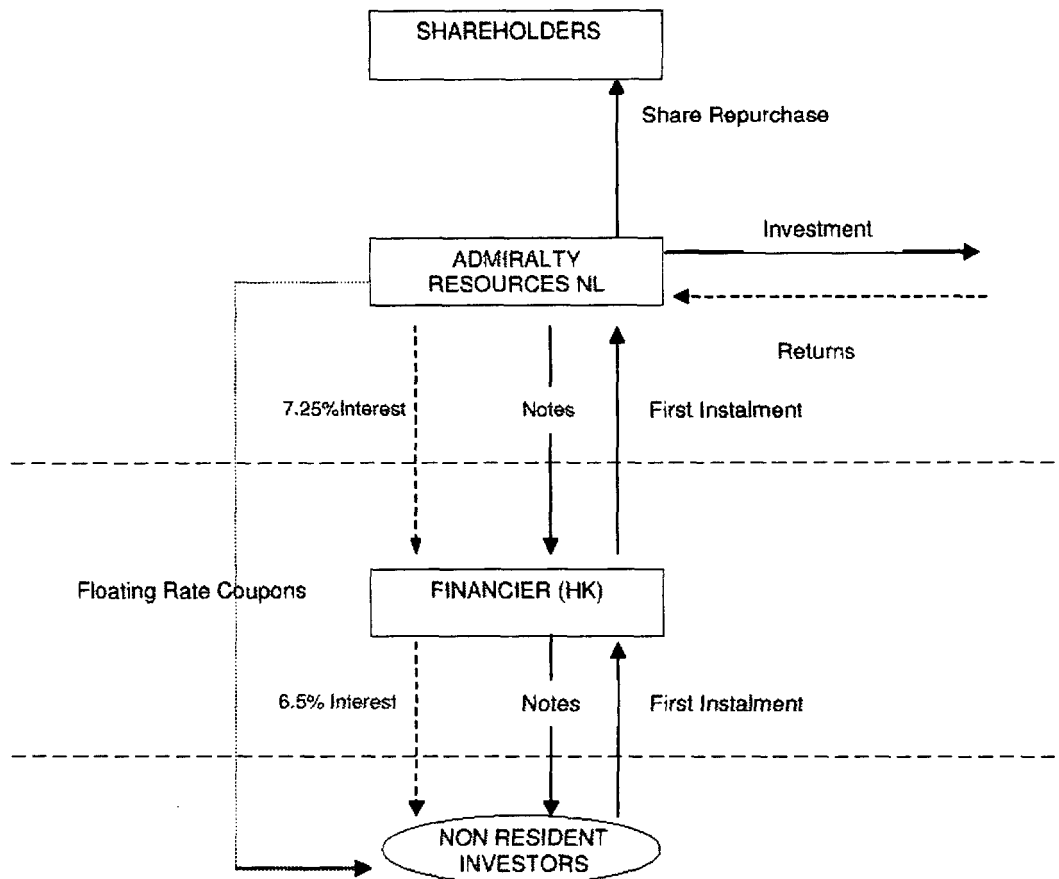 SHAREHOLDERS
Share Repurchase
Investment
ADMIRALTY
RESOURCES NL
Returns
7.25%Interest
Notes
First Instalment
Floating Rate Coupons
FINANCIER (HK)
6.5% Interest
Notes
First Instalment
NON RESIDENT
INVESTORS